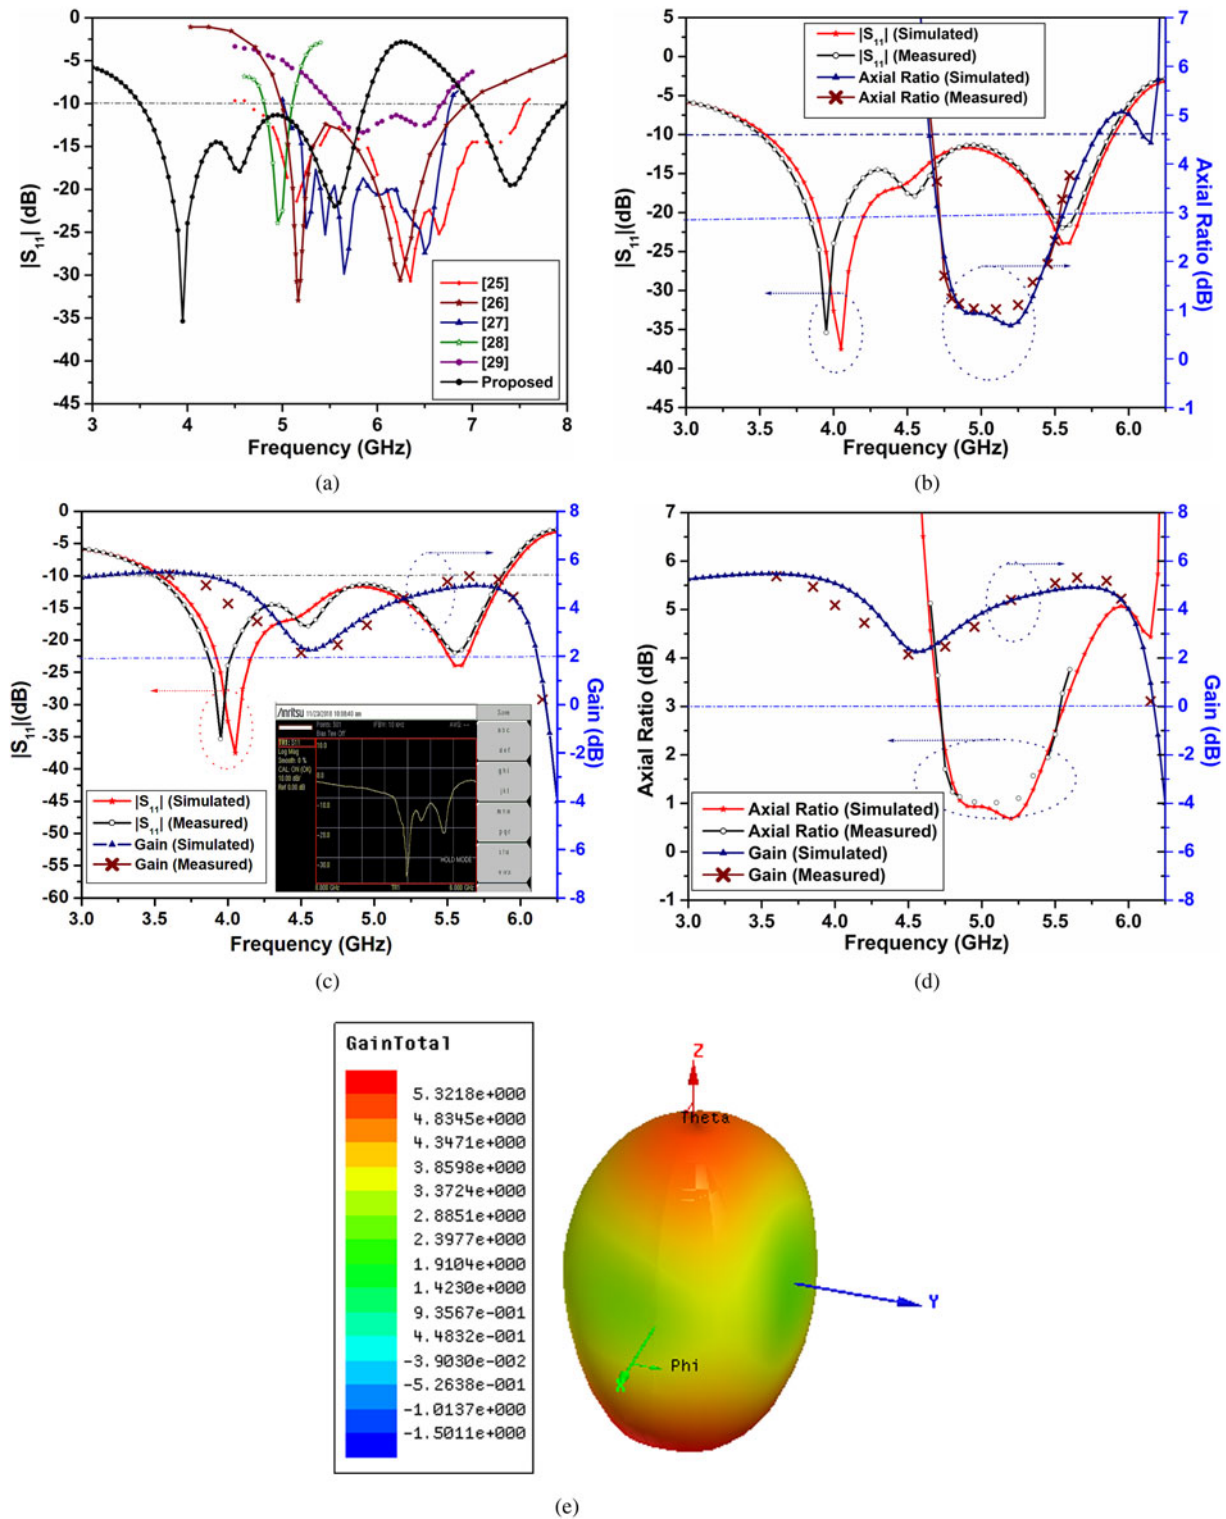 0
-5
-10
-15
-20
-25
-30
-35
-40
-45
|S11| (dB)
[25]
[26]
[27]
[28]
[29]
Proposed
3 4 5 6 7 8
Frequency (GHz)
(a)
5
0
-5
-10
-15
-20
-25
-30
-35
-40
-45
|S11|(dB)
|S11| (Simulated)
|S11| (Measured)
Axial Ratio (Simulated)
Axial Ratio (Measured)
7
6
5
4
3
2
1
0
-1
Axial Ratio (dB)
3.0 3.5 4.0 4.5 5.0 5.5 6.0
Frequency (GHz)
(b)
0
-5
-10
-15
-20
-25
-30
-35
-40
-45
-50
-55
-60
|S11|(dB)
|S11| (Simulated)
|S11| (Measured)
Gain (Simulated)
Gain (Measured)
Anritsu
HOLD MODE
8
6
4
2
0
-2
-4
-6
-8
Gain (dB)
3.0 3.5 4.0 4.5 5.0 5.5 6.0
Frequency (GHz)
(c)
7
6
5
4
3
2
1
0
-1
Axial Ratio (dB)
Axial Ratio (Simulated)
Axial Ratio (Measured)
Gain (Simulated)
Gain (Measured)
8
6
4
2
0
-2
-4
-6
-8
Gain (dB)
3.0 3.5 4.0 4.5 5.0 5.5 6.0
Frequency (GHz)
(d)
GainTotal
5.3218e+000
4.8345e+000
4.3471e+000
3.8598e+000
3.3724e+000
2.8851e+000
2.3977e+000
1.9104e+000
1.4230e+000
9.3567e-001
4.4832e-001
-3.9030e-002
-5.2638e-001
-1.0137e+000
-1.5011e+000
Z
Theta
Y
Phi
X
(e)